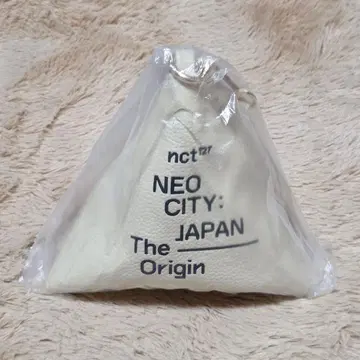 nct127
NEO
CITY:
JAPAN
The
Origin